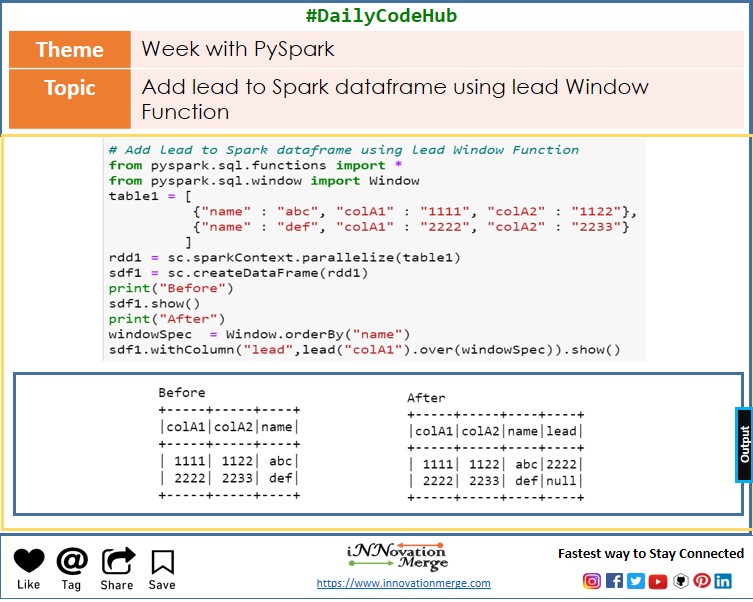 #DailyCodeHub
Theme
Week with PySpark
Topic
Add lead to Spark dataframe using lead Window
Function
# Add Lead to Spark dataframe using Lead Window Function
from pyspark.sql.functions import *
from pyspark.sql.window import Window
table1 = [
{"name" : "abc", "colA1" : "1111", "colA2" : "1122"},
{"name" : "def", "colA1" : "2222", "colA2" : "2233"}
]
rdd1 = sc.sparkContext.parallelize(table1)
sdf1 = sc.createDataFrame(rdd1)
print("Before")
sdf1.show()
print("After")
windowSpec  = Window.orderBy("name")
sdf1.withColumn("lead",lead("colA1").over(windowSpec)).show()
Before
+-----+-----+----+
|colA1|colA2|name|
+-----+-----+----+
| 1111| 1122| abc|
| 2222| 2233| def|
+-----+-----+----+
After
+-----+-----+----+----+
|colA1|colA2|name|lead|
+-----+-----+----+----+
| 1111| 1122| abc|2222|
| 2222| 2233| def|null|
+-----+-----+----+----+
Output
Like
Tag
Share
Save
iNNovation
Merge
https://www.innovationmerge.com
Fastest way to Stay Connected